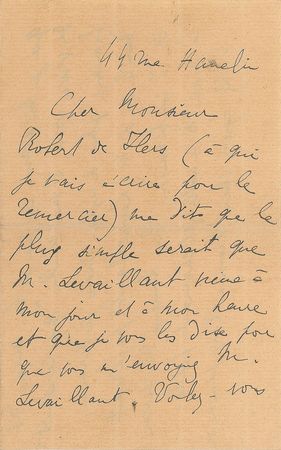 44 rue Hamelin
Cher Monsieur
Robert de Flers (à qui
je vais écrire pour le
remercier) me dit que le
plus simple serait que
M. Levaillant vienne à
mon jour et à mon heure
et que je vous les dise pour
que vous m'envoyiez M.
Levaillant. Voulez-vous